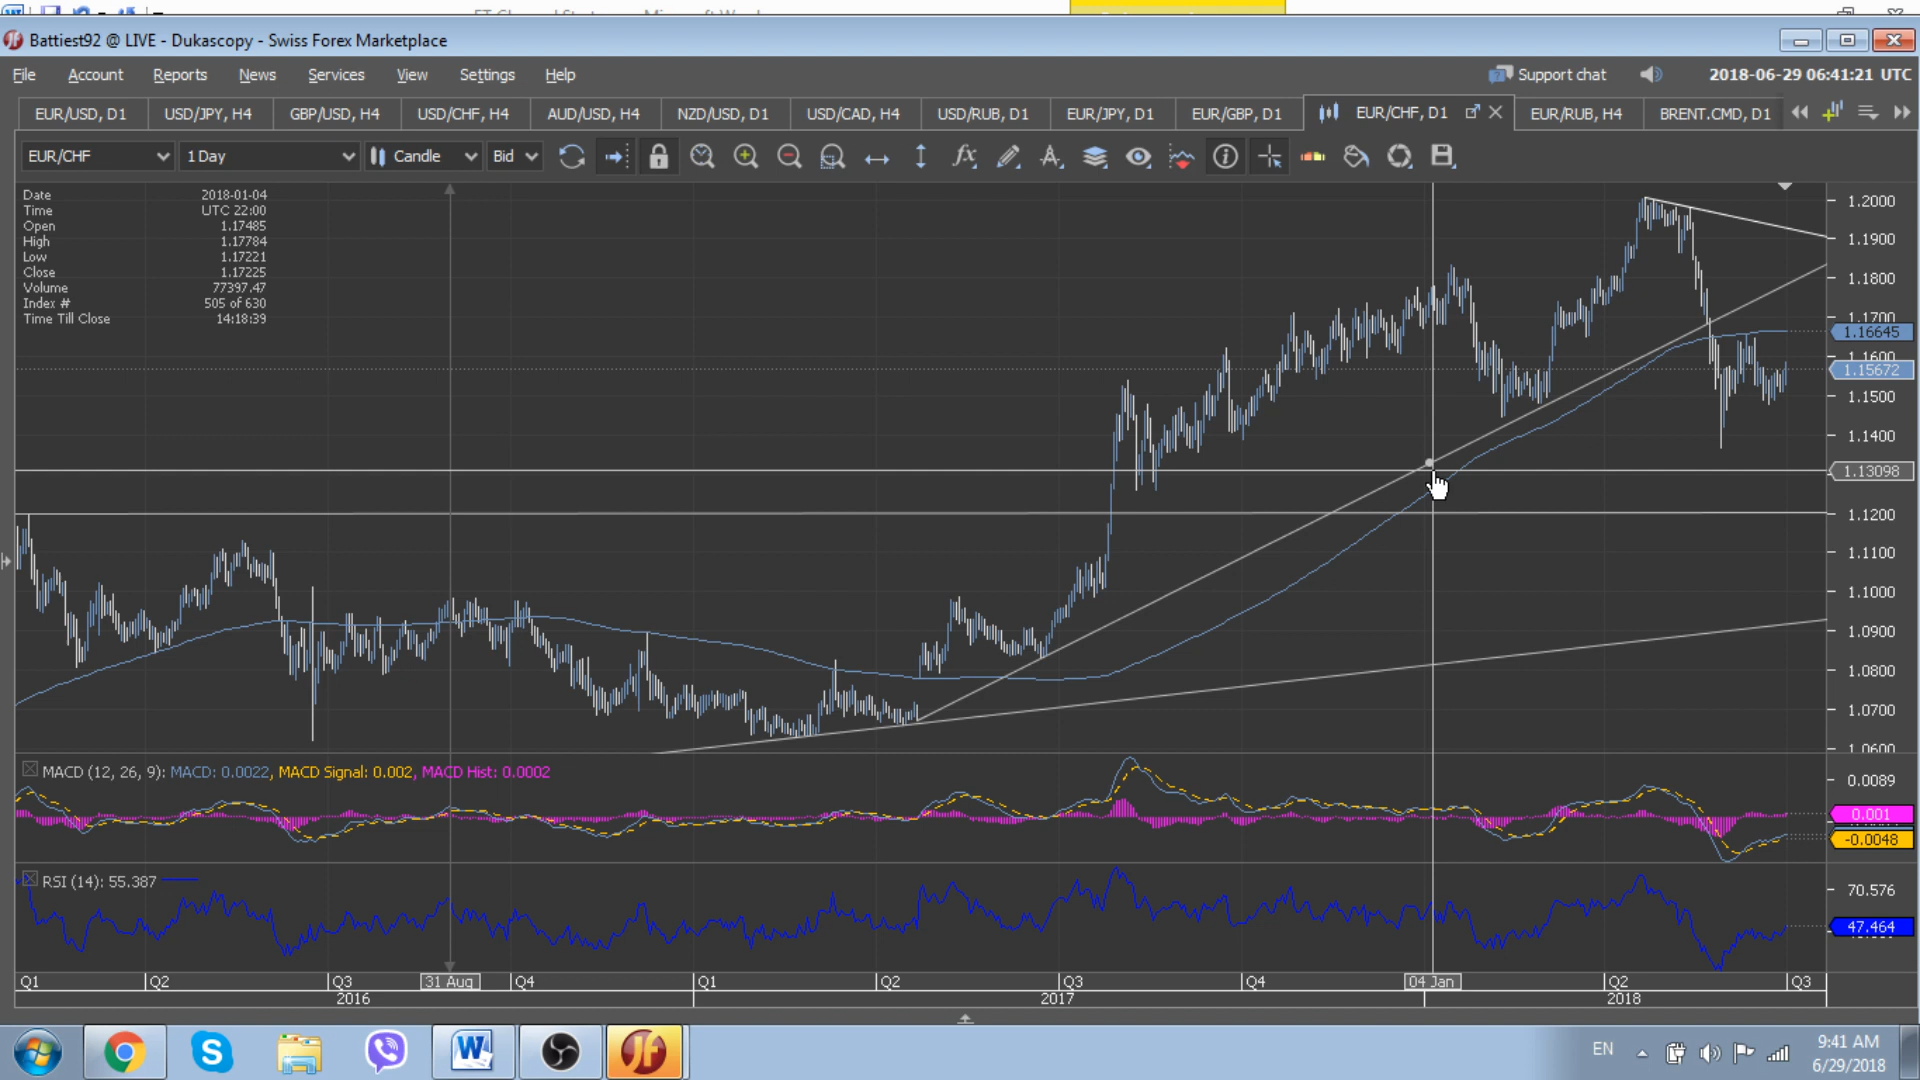 Battiest92 @ LIVE - Dukascopy - Swiss Forex Marketplace
File Account Reports News Services View Settings Help Support chat 2018-06-29 06:41:21 UTC
EUR/USD, D1 USD/JPY, H4 GBP/USD, H4 USD/CHF, H4 AUD/USD, H4 NZD/USD, D1 USD/CAD, H4 USD/RUB, D1 EUR/JPY, D1 EUR/GBP, D1 EUR/CHF, D1 EUR/RUB, H4 BRENT.CMD, D1
EUR/CHF 1 Day Candle Bid
Date 2018-01-04
Time UTC 22:00
Open 1.17485
High 1.17784
Low 1.17221
Close 1.17225
Volume 77397.47
Index # 505 of 630
Time Till Close 14:18:39
1.2000
1.1900
1.1800
1.1700
1.16645
1.1600
1.15672
1.1500
1.1400
1.13098
1.1200
1.1100
1.1000
1.0900
1.0800
1.0700
1.0600
MACD (12, 26, 9): MACD: 0.0022, MACD Signal: 0.002, MACD Hist: 0.0002
0.0089
0.001
-0.0048
RSI (14): 55.387
70.576
47.464
Q1 Q2 Q3 31 Aug Q4 Q1 Q2 Q3 Q4 04 Jan Q2 Q3
2016 2017 2018
EN 9:41 AM
6/29/2018